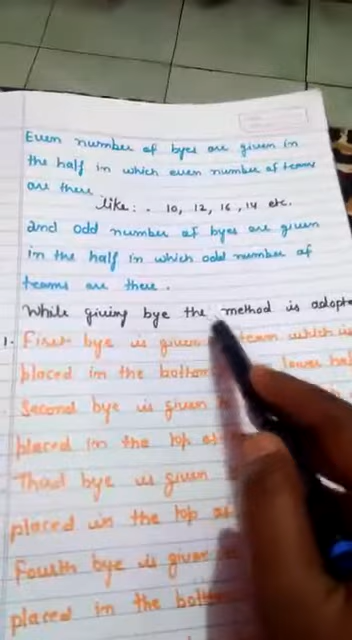 Even number of byes are given in
the half in which even number of teams
are there
like : . 10, 12, 16, 14 etc.
and odd number of byes are given
in the half in which odd number of
teams are there.
While giving bye the method is
1. First bye is given team which is
placed in the bottom lower
Second bye is given
placed in the top
Third bye is given
placed in the top
Fourth bye is given
placed in the